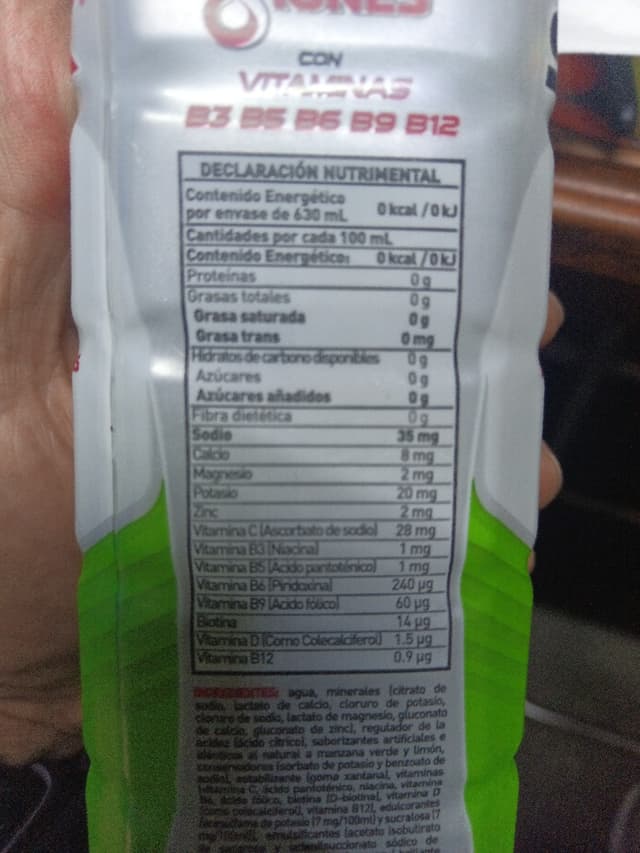 IONES
CON
VITAMINAS
B3 B5 B6 B9 B12
DECLARACIÓN NUTRIMENTAL
Contenido Energético
por envase de 630 mL 0 kcal /0 kJ
Cantidades por cada 100 mL
Contenido Energético: 0 kcal /0 kJ
Proteínas 0 g
Grasas totales 0 g
Grasa saturada 0 g
Grasa trans 0 mg
Hidratos de carbono disponibles 0 g
Azúcares 0 g
Azúcares añadidos 0 g
Fibra dietética 0 g
Sodio 35 mg
Calcio 8 mg
Magnesio 2 mg
Potasio 20 mg
Zinc 2 mg
Vitamina C (Ascorbato de sodio) 28 mg
Vitamina B3 (Niacina) 1 mg
Vitamina B5 (Ácido pantoténico) 1 mg
Vitamina B6 (Piridoxina) 240 µg
Vitamina B9 (Ácido fólico) 60 µg
Biotina 14 µg
Vitamina D (Como Colecalciferol) 1.5 µg
Vitamina B12 0.9 µg
INGREDIENTES: agua, minerales (citrato de
sodio, lactato de calcio, cloruro de potasio,
cloruro de sodio, lactato de magnesio, gluconato
de calcio, gluconato de zinc), regulador de la
acidez (ácido cítrico), saborizantes artificiales e
idénticos al natural a manzana verde y limón,
conservadores (sorbato de potasio y benzoato de
sodio), estabilizante (goma xantana), vitaminas
(vitamina C, ácido pantoténico, niacina, vitamina
B6, ácido fólico, biotina (D-biotina), vitamina D
(como colecalciferol), vitamina B12), edulcorantes
(acesulfame de potasio (7 mg/100ml) y sucralosa (7
mg/100ml)), emulsificantes (acetato isobutirato
de sacarosa y octenilsuccinato sódico de